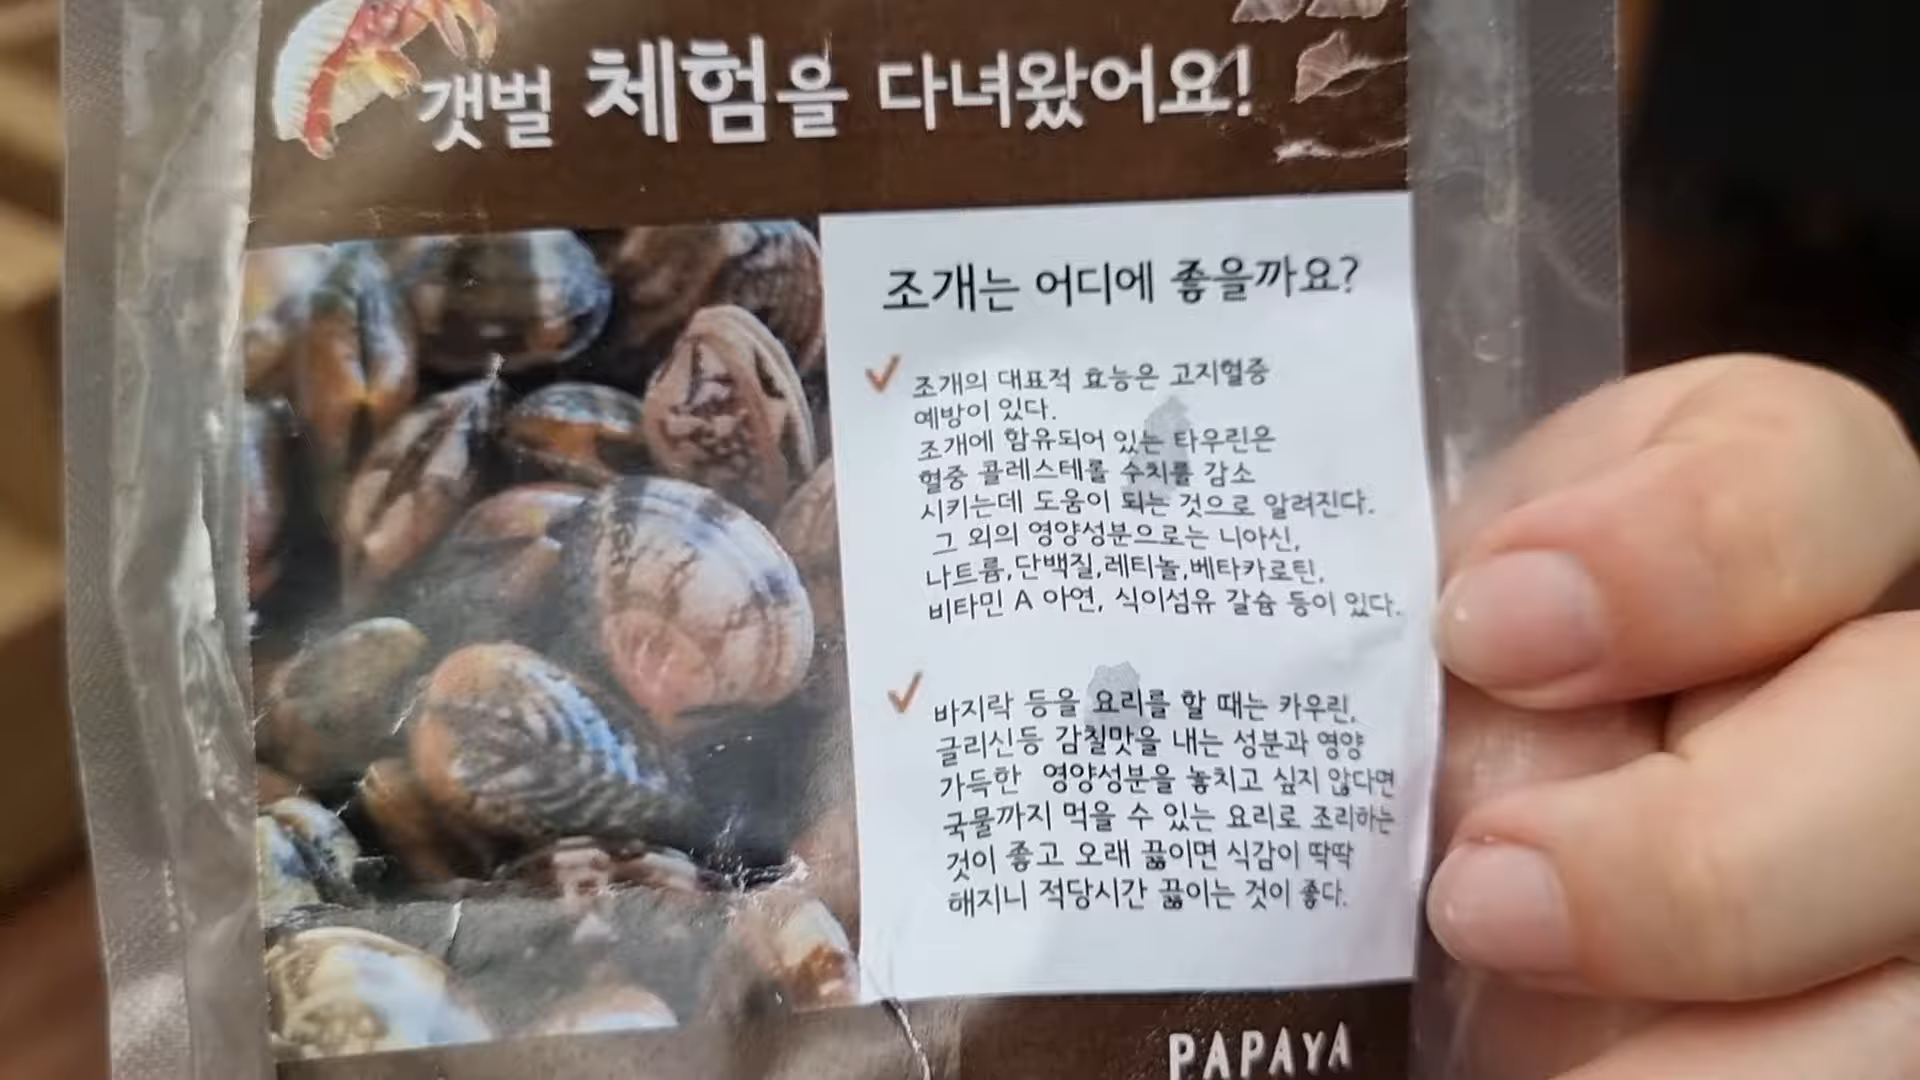 갯벌 체험을 다녀왔어요!
조개는 어디에 좋을까요?
조개의 대표적 효능은 고지혈증
예방이 있다.
조개에 함유되어 있는 타우린은
혈중 콜레스테롤 수치를 감소
시키는데 도움이 되는 것으로 알려진다.
그 외의 영양성분으로는 니아신,
나트륨,단백질,레티놀,베타카로틴,
비타민 A 아연, 식이섬유 갈슘 등이 있다.
바지락 등을 요리를 할 때는 카우린,
글리신등 감칠맛을 내는 성분과 영양
가득한 영양성분을 놓치고 싶지 않다면
국물까지 먹을 수 있는 요리로 조리하는
것이 좋고 오래 끓이면 식감이 딱딱
해지니 적당시간 끓이는 것이 좋다.
PAPAYA